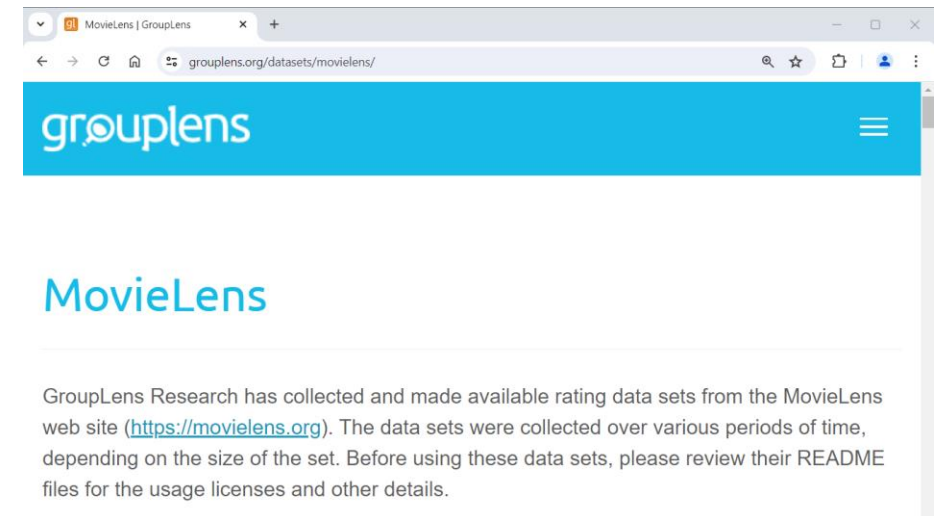 gl MovieLens | GroupLens
grouplens.org/datasets/movielens/
grouplens
MovieLens
GroupLens Research has collected and made available rating data sets from the MovieLens
web site (https://movielens.org). The data sets were collected over various periods of time,
depending on the size of the set. Before using these data sets, please review their README
files for the usage licenses and other details.